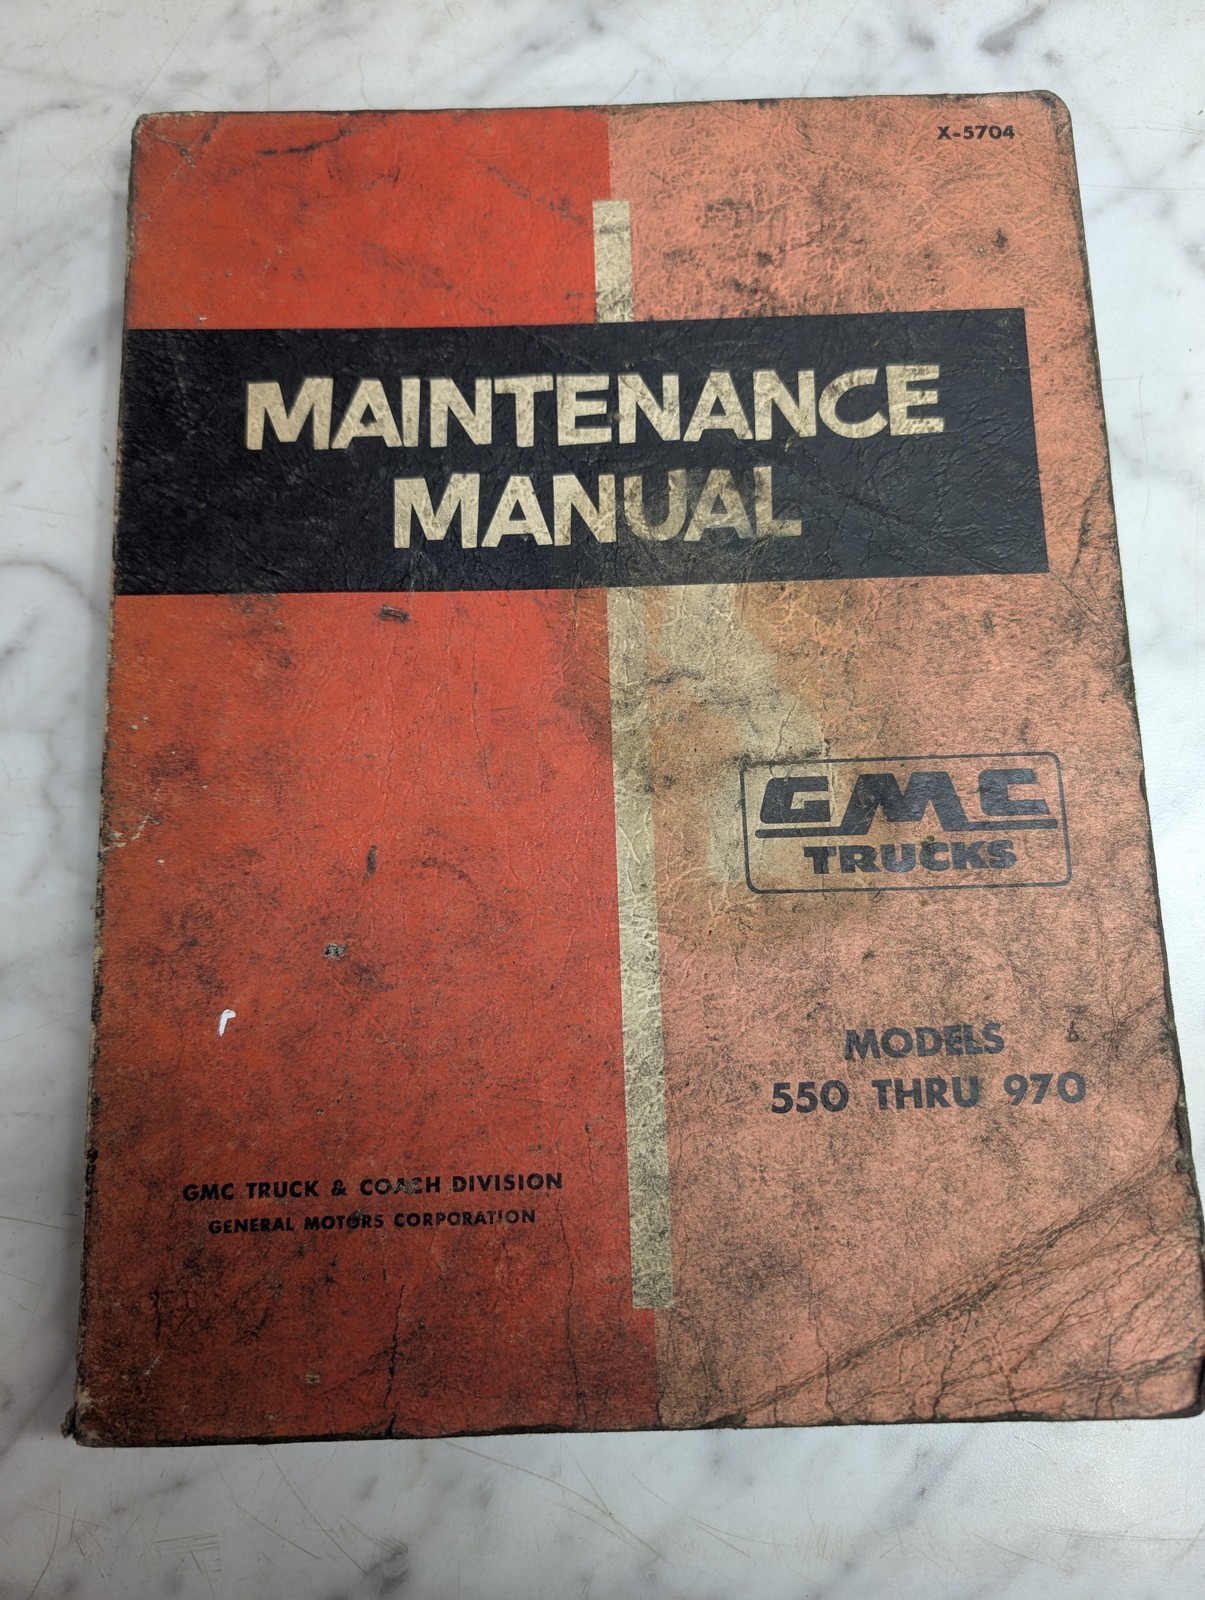 X-5704
MAINTENANCE
MANUAL
GMC
TRUCKS
MODELS
550 THRU 970
GMC TRUCK & COACH DIVISION
GENERAL MOTORS CORPORATION